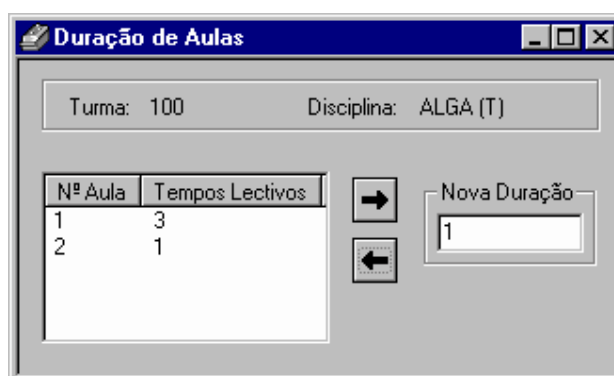 Duração de Aulas
Turma: 100 Disciplina: ALGA (T)
Nº Aula Tempos Lectivos
1 3
2 1
Nova Duração
1